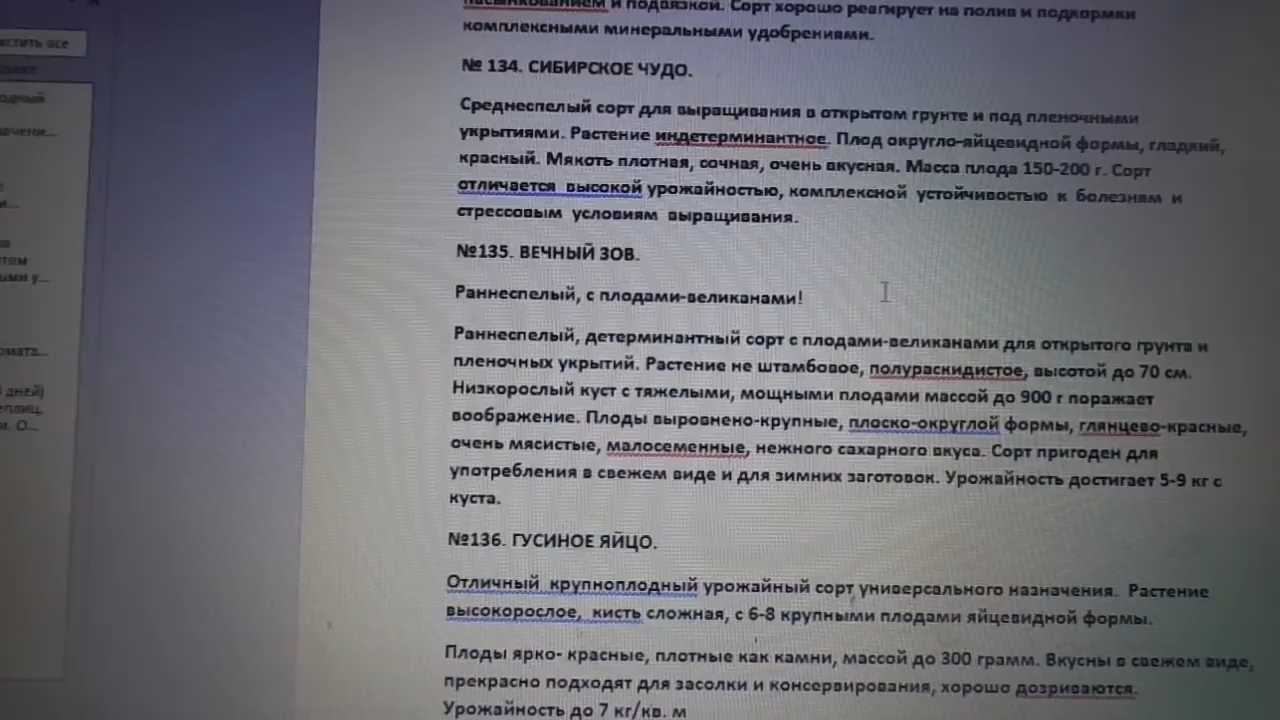 стить все
пасынкованием и подвязкой. Сорт хорошо реагирует на полив и подкормки
комплексными минеральными удобрениями.
№ 134. СИБИРСКОЕ ЧУДО.
Среднеспелый сорт для выращивания в открытом грунте и под пленочными
укрытиями. Растение индетерминантное. Плод округло-яйцевидной формы, гладкий,
красный. Мякоть плотная, сочная, очень вкусная. Масса плода 150-200 г. Сорт
отличается высокой урожайностью, комплексной устойчивостью к болезням и
стрессовым условиям выращивания.
№135. ВЕЧНЫЙ ЗОВ.
Раннеспелый, с плодами-великанами!
Раннеспелый, детерминантный сорт с плодами-великанами для открытого грунта и
пленочных укрытий. Растение не штамбовое, полураскидистое, высотой до 70 см.
Низкорослый куст с тяжелыми, мощными плодами массой до 900 г поражает
воображение. Плоды выровнено-крупные, плоско-округлой формы, глянцево-красные,
очень мясистые, малосеменные, нежного сахарного вкуса. Сорт пригоден для
употребления в свежем виде и для зимних заготовок. Урожайность достигает 5-9 кг с
куста.
№136. ГУСИНОЕ ЯЙЦО.
Отличный крупноплодный урожайный сорт универсального назначения. Растение
высокорослое, кисть сложная, с 6-8 крупными плодами яйцевидной формы.
Плоды ярко- красные, плотные как камни, массой до 300 грамм. Вкусны в свежем виде,
прекрасно подходят для засолки и консервирования, хорошо дозриваются.
Урожайность до 7 кг/кв. м